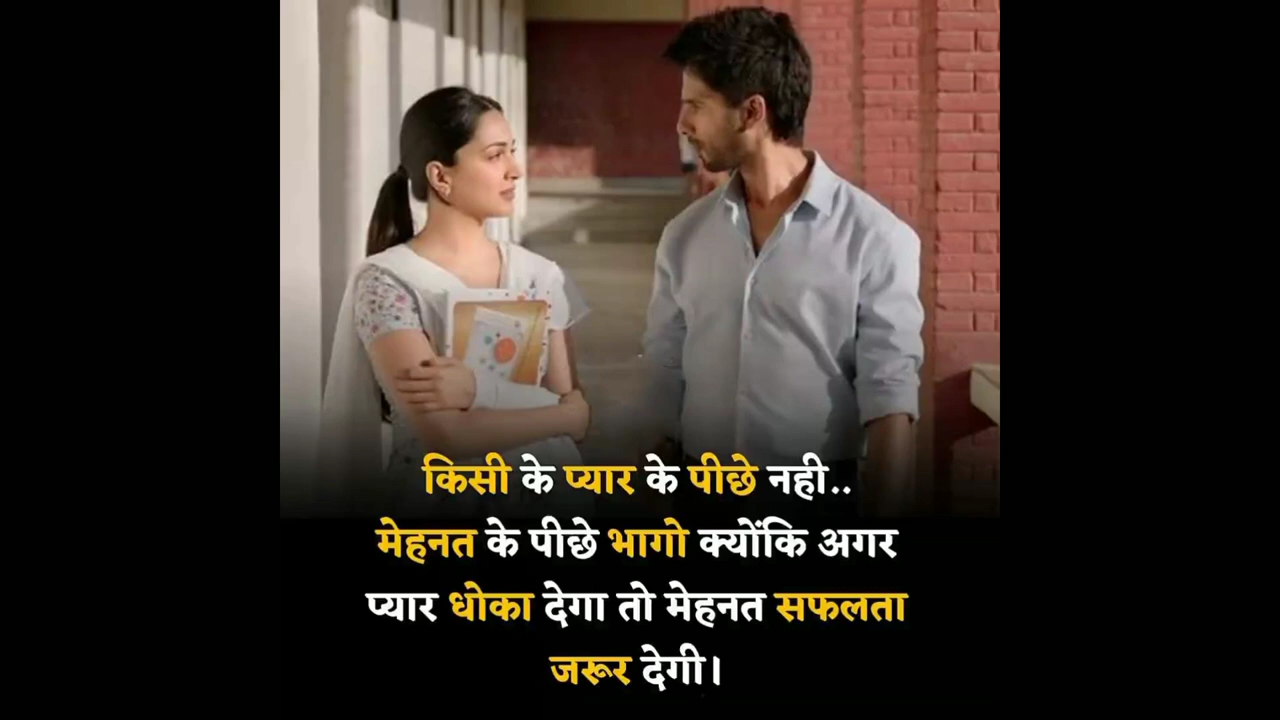 किसी के प्यार के पीछे नही..
मेहनत के पीछे भागो क्योंकि अगर
प्यार धोका देगा तो मेहनत सफलता
जरूर देगी।